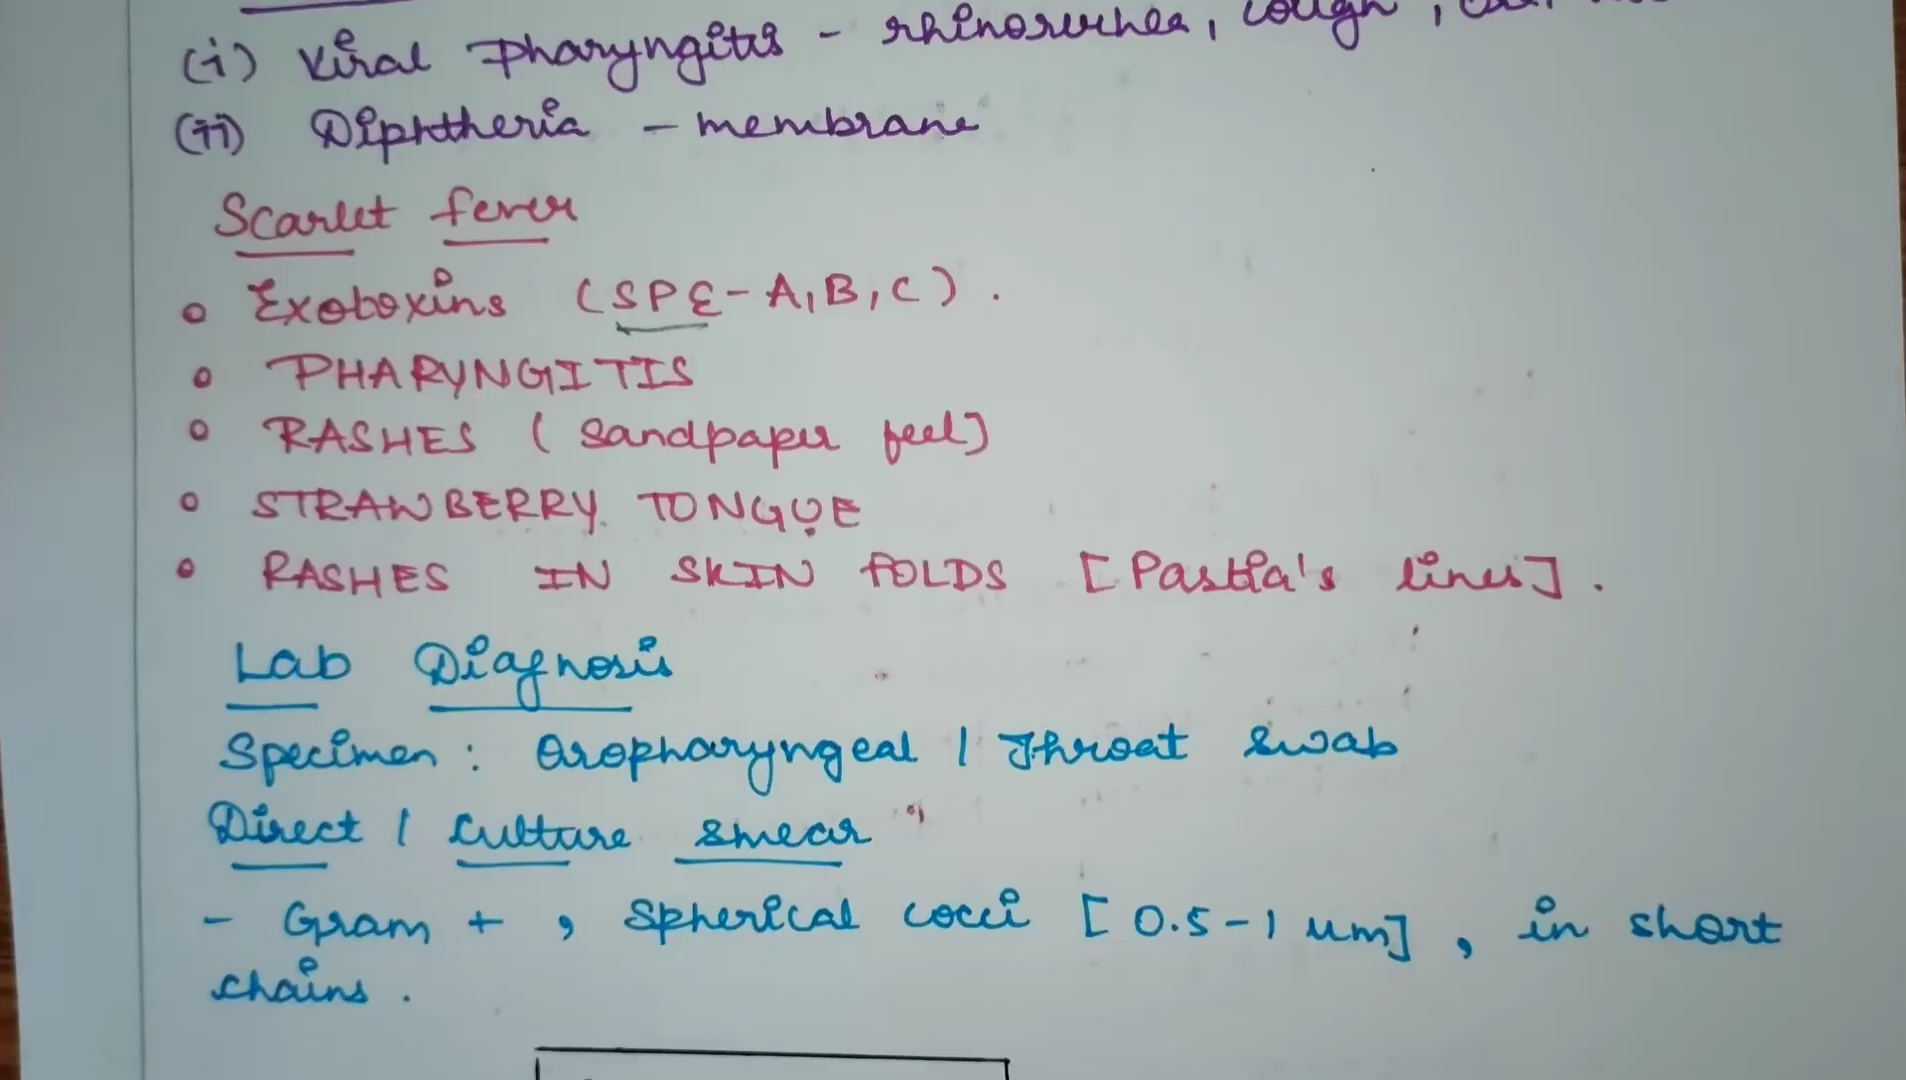 (i) Viral Pharyngitis - rhinorrhea, cough,
(ii) Diphtheria - membrane
Scarlet fever
o Exotoxins (SPE - A, B, C).
o PHARYNGITIS
o RASHES (Sandpaper feel]
o STRAWBERRY TONGUE
o RASHES IN SKIN FOLDS [Pastia's lines].
Lab Diagnosis
Specimen: Oropharyngeal / Throat swab
Direct / Culture smear
- Gram +, Spherical cocci [0.5-1 um], in short
chains.